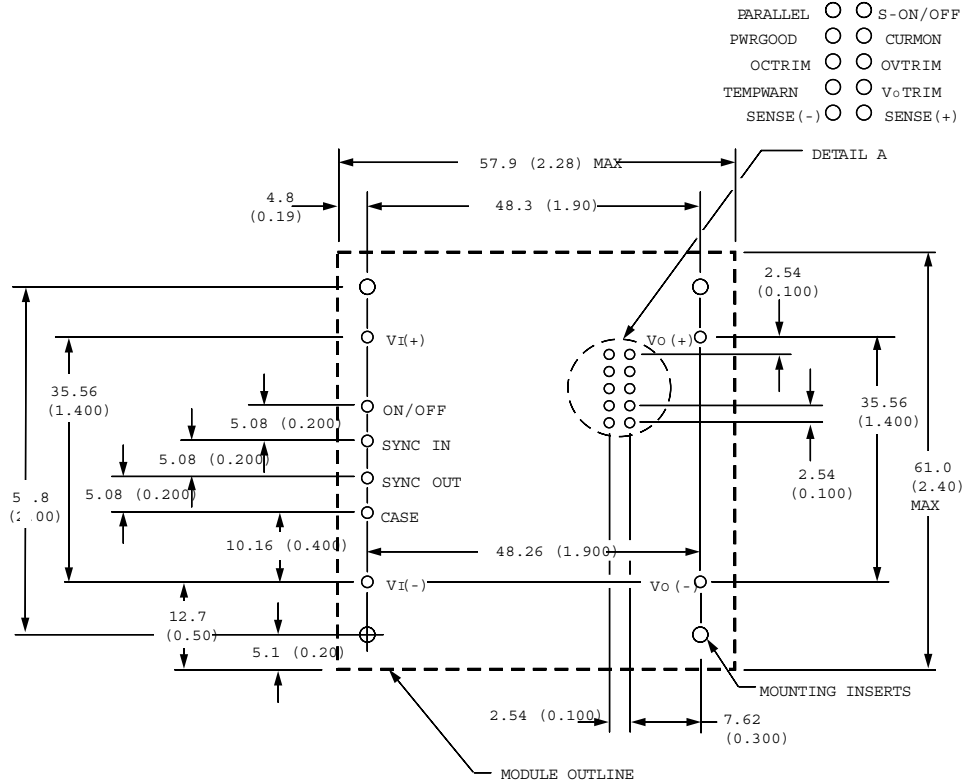 PARALLEL S-ON/OFF
PWRGOOD CURMON
OCTRIM OVTRIM
TEMPWARN VoTRIM
SENSE(-) SENSE(+)
DETAIL A
57.9 (2.28) MAX
4.8
(0.19)
48.3 (1.90)
2.54
(0.100)
VI(+)
VO(+)
35.56
(1.400)
ON/OFF
5.08 (0.200)
SYNC IN
5.08 (0.200)
SYNC OUT
5.08 (0.200)
CASE
35.56
(1.400)
2.54
(0.100)
61.0
(2.40)
MAX
10.16 (0.400)
48.26 (1.900)
VI(-)
VO(-)
12.7
(0.50)
5.1 (0.20)
MOUNTING INSERTS
2.54 (0.100)
7.62
(0.300)
MODULE OUTLINE